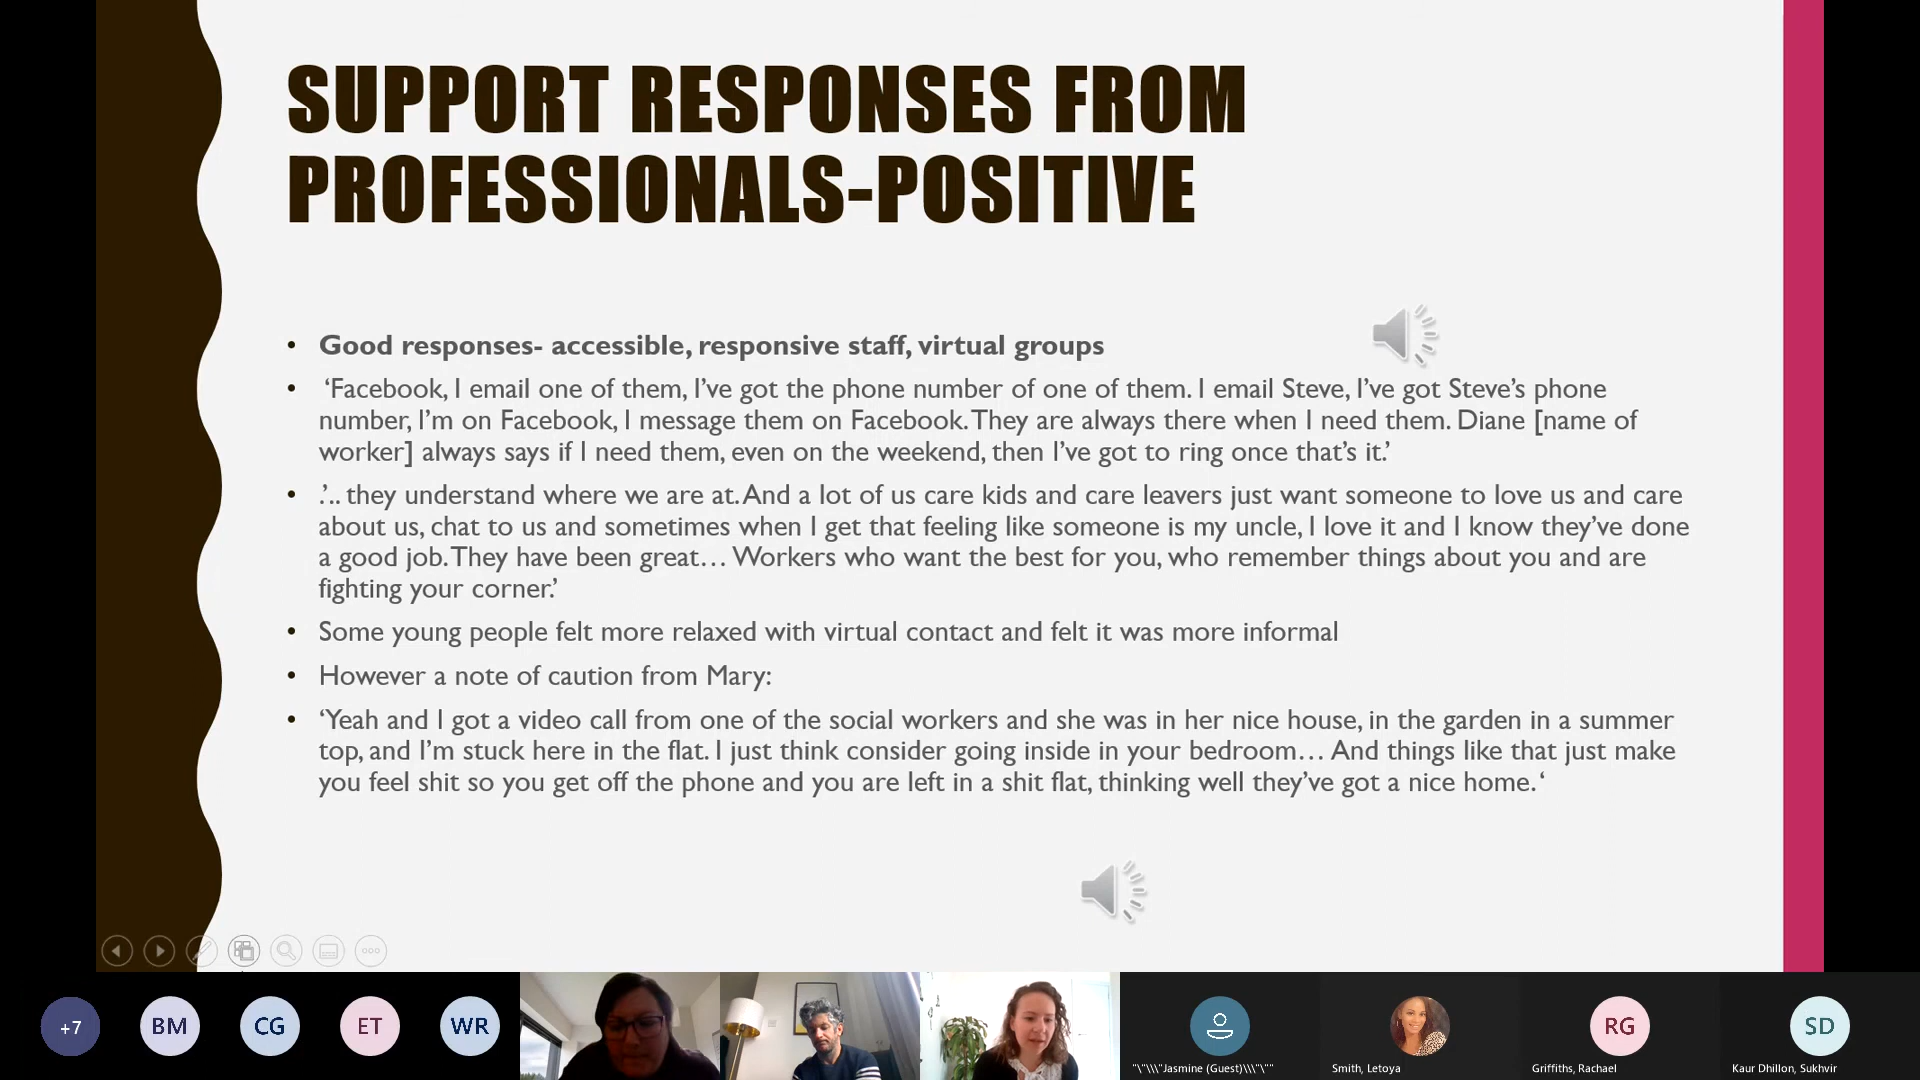 SUPPORT RESPONSES FROM
PROFESSIONALS-POSITIVE
• Good responses- accessible, responsive staff, virtual groups
• ‘Facebook, I email one of them, I’ve got the phone number of one of them. I email Steve, I’ve got Steve’s phone
number, I’m on Facebook, I message them on Facebook. They are always there when I need them. Diane [name of
worker] always says if I need them, even on the weekend, then I’ve got to ring once that’s it.’
• .’.. they understand where we are at. And a lot of us care kids and care leavers just want someone to love us and care
about us, chat to us and sometimes when I get that feeling like someone is my uncle, I love it and I know they’ve done
a good job. They have been great… Workers who want the best for you, who remember things about you and are
fighting your corner.’
• Some young people felt more relaxed with virtual contact and felt it was more informal
• However a note of caution from Mary:
• ‘Yeah and I got a video call from one of the social workers and she was in her nice house, in the garden in a summer
top, and I’m stuck here in the flat. I just think consider going inside in your bedroom… And things like that just make
you feel shit so you get off the phone and you are left in a shit flat, thinking well they’ve got a nice home. ‘
+7
BM
CG
ET
WR
RG
SD
"\"\\\"Jasmine (Guest)\\\"\""
Smith, Letoya
Griffiths, Rachael
Kaur Dhillon, Sukhvir